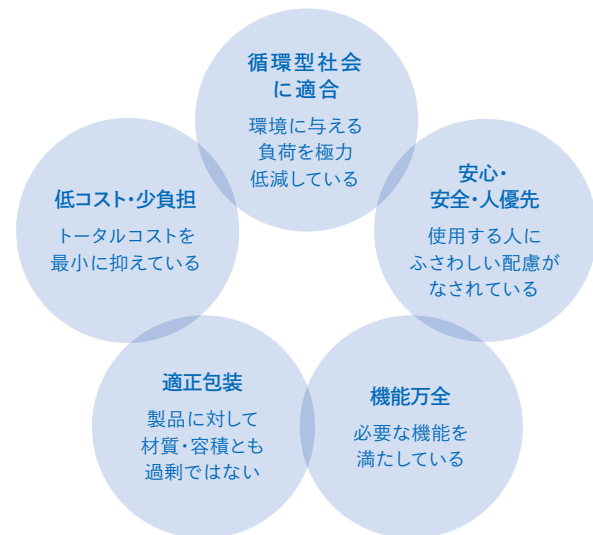 循環型社会
に適合
環境に与える
負荷を極力
低減している
安心・
安全・人優先
使用する人に
ふさわしい配慮が
なされている
機能万全
必要な機能を
満たしている
適正包装
製品に対して
材質・容積とも
過剰ではない
低コスト・少負担
トータルコストを
最小に抑えている